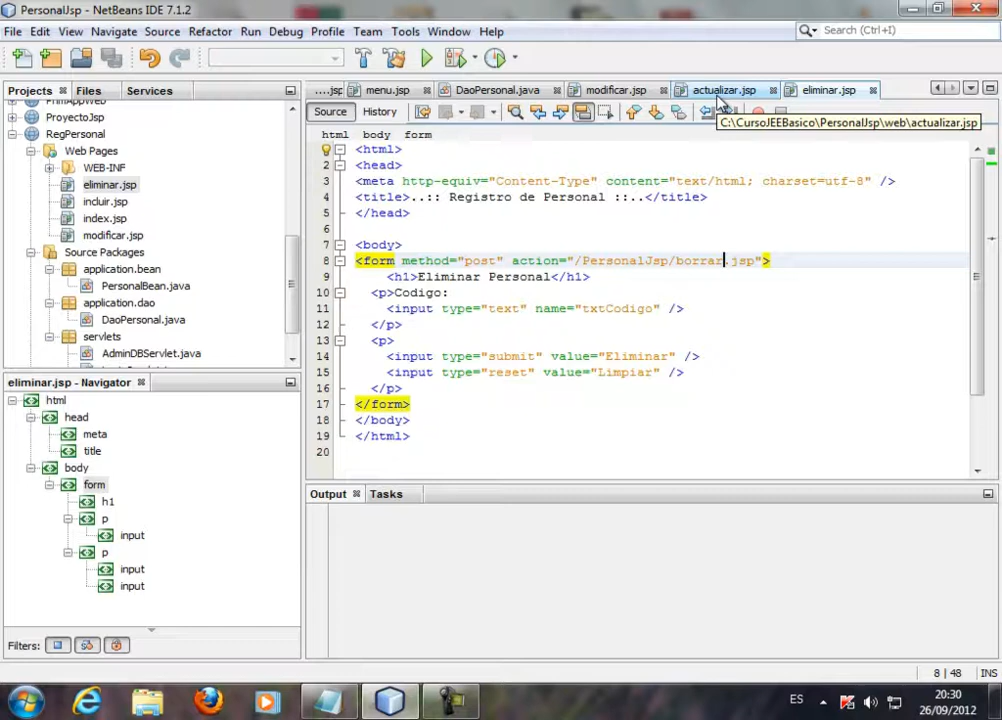 PersonalJsp - NetBeans IDE 7.1.2
File Edit View Navigate Source Refactor Run Debug Profile Team Tools Window Help
Search (Ctrl+I)
Projects Files Services
....jsp menu.jsp DaoPersonal.java modificar.jsp actualizar.jsp eliminar.jsp
Source History
C:\CursoJEEBasico\PersonalJsp\web\actualizar.jsp
html body form
PrimAppWeb
ProyectoJsp
RegPersonal
Web Pages
WEB-INF
eliminar.jsp
incluir.jsp
index.jsp
modificar.jsp
Source Packages
application.bean
PersonalBean.java
application.dao
DaoPersonal.java
servlets
AdminDBServlet.java
1 <html>
2 <head>
3 <meta http-equiv="Content-Type" content="text/html; charset=utf-8" />
4 <title>..:: Registro de Personal ::..</title>
5 </head>
6
7 <body>
8 <form method="post" action="/PersonalJsp/borrar.jsp">
9 <h1>Eliminar Personal</h1>
10 <p>Codigo:
11 <input type="text" name="txtCodigo" />
12 </p>
13 <p>
14 <input type="submit" value="Eliminar" />
15 <input type="reset" value="Limpiar" />
16 </p>
17 </form>
18 </body>
19 </html>
20
eliminar.jsp - Navigator
html
head
meta
title
body
form
h1
p
input
p
input
input
Filters:
Output Tasks
8 | 48 INS
ES
20:30
26/09/2012